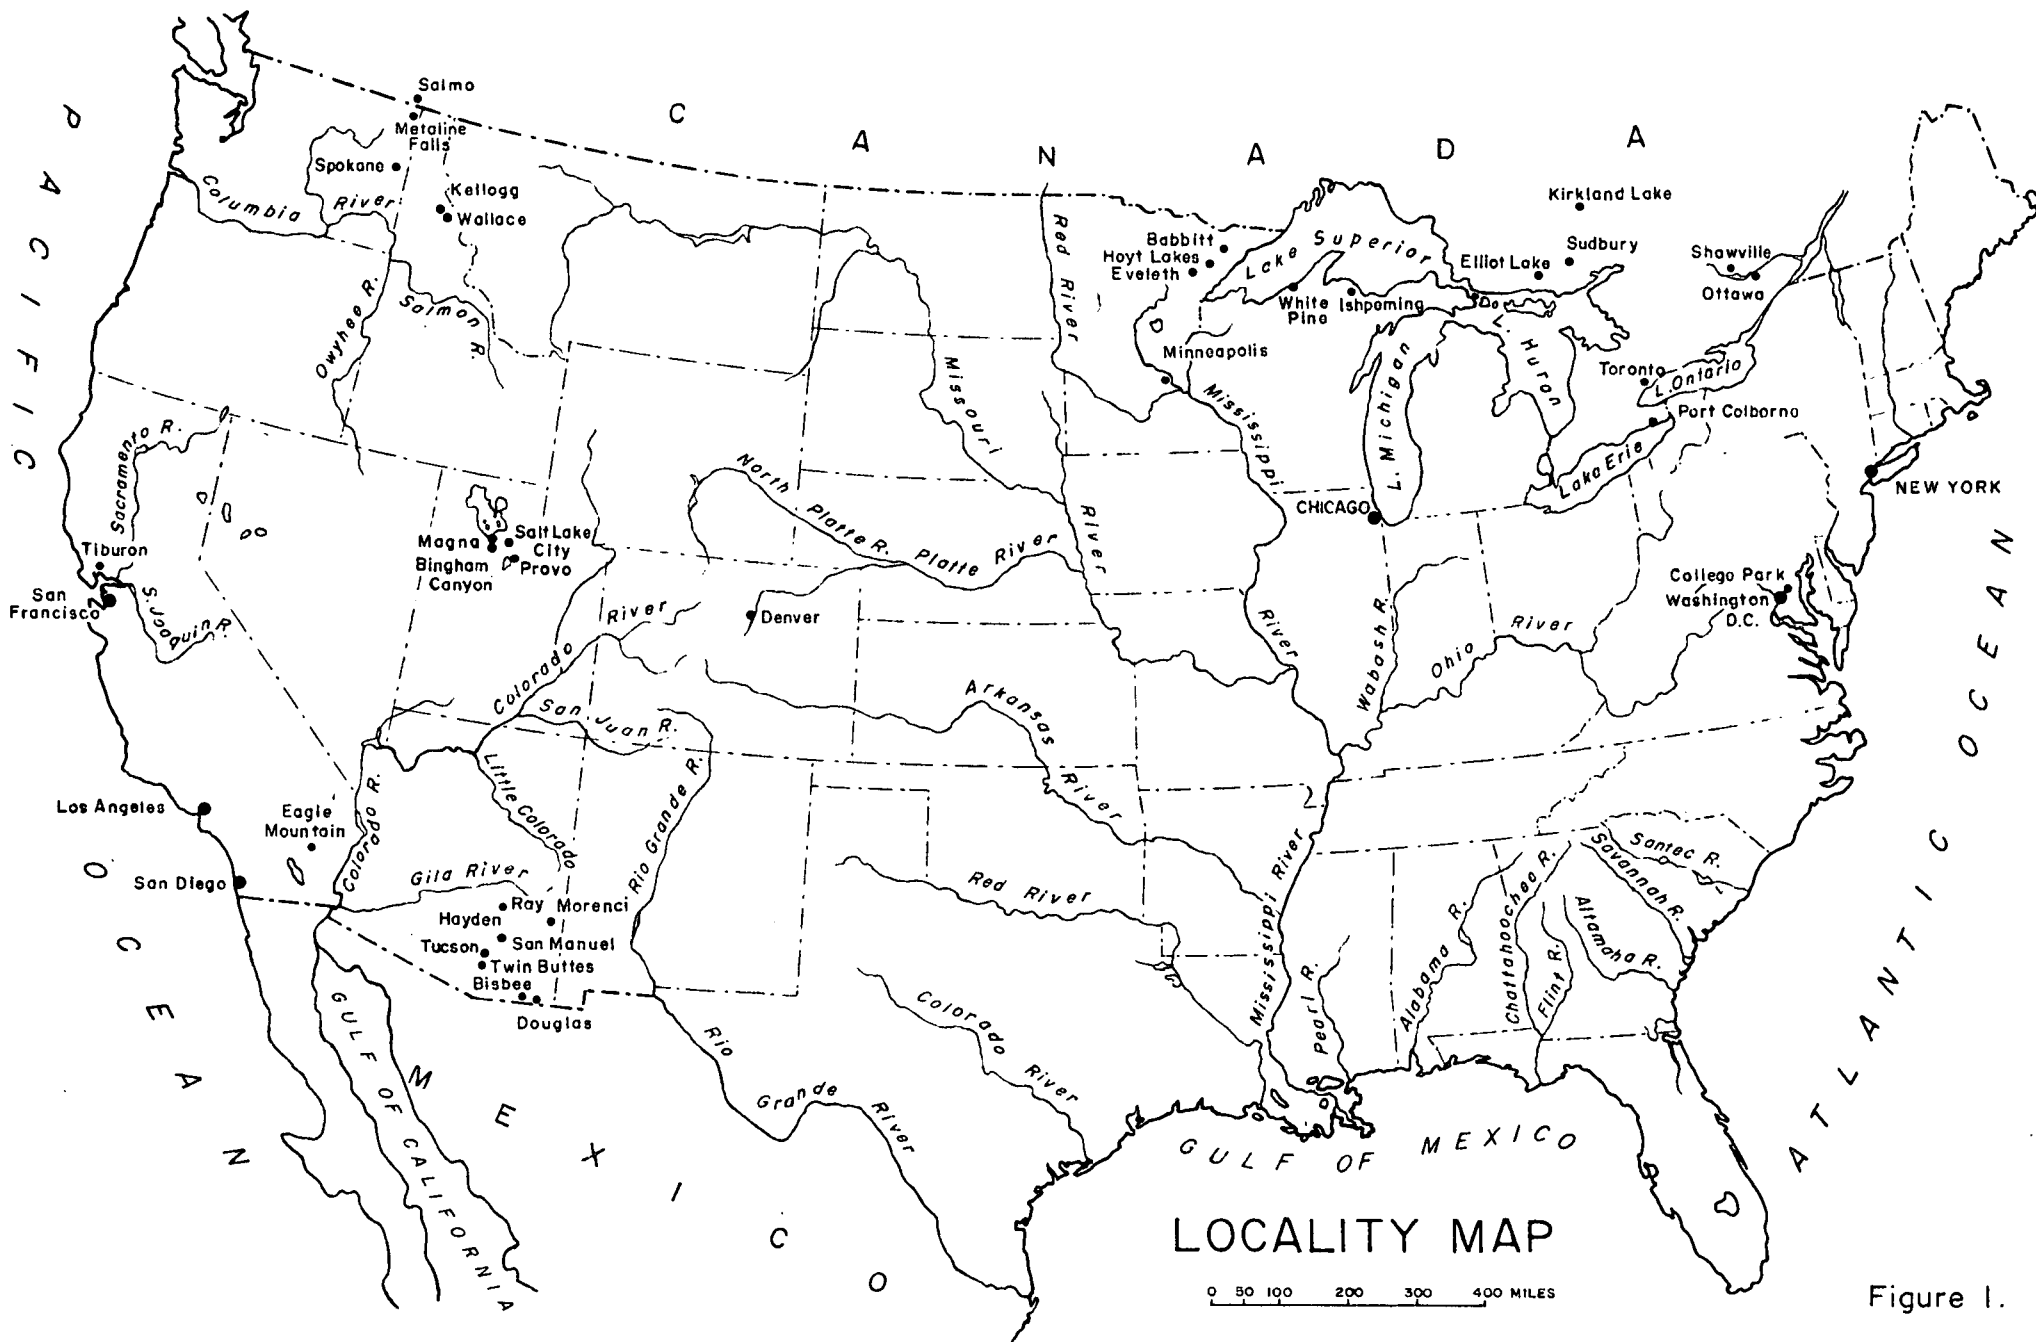 LOCALITY MAP
0 50 100 200 300 400 MILES
Figure 1.
CANADA
PACIFIC
OCEAN
ATLANTIC OCEAN
MEXICO
GULF OF MEXICO
GULF OF CALIFORNIA
Salmo
Metaline
Falls
Spokane
Kellogg
Wallace
Columbia River
Owyhee R.
Salmon R.
Sacramento R.
Tiburon
San
Francisco
S. Joaquin R.
Magna
Salt Lake
City
Bingham
Canyon
Provo
Denver
Colorado River
San Juan R.
Little Colorado
Colorado R.
Rio Grande R.
Los Angeles
Eagle
Mountain
San Diego
Gila River
Ray
Morenci
Hayden
San Manuel
Tucson
Twin Buttes
Bisbee
Douglas
Rio Grande River
Colorado River
Red River
Arkansas River
North Platte R.
Platte River
Missouri River
Red River
Babbitt
Hoyt Lakes
Eveleth
Minneapolis
Mississippi River
Mississippi River
Lake Superior
White
Pine
Ishpeming
L. Michigan
CHICAGO
Huron
Elliot Lake
Sudbury
Kirkland Lake
Shawville
Ottawa
Toronto
L. Ontario
Port Colborne
Lake Erie
NEW YORK
College Park
Washington
D.C.
Wabash R.
Ohio River
Santee R.
Savannah R.
Altamaha R.
Flint R.
Chattahoochee R.
Alabama R.
Pearl R.